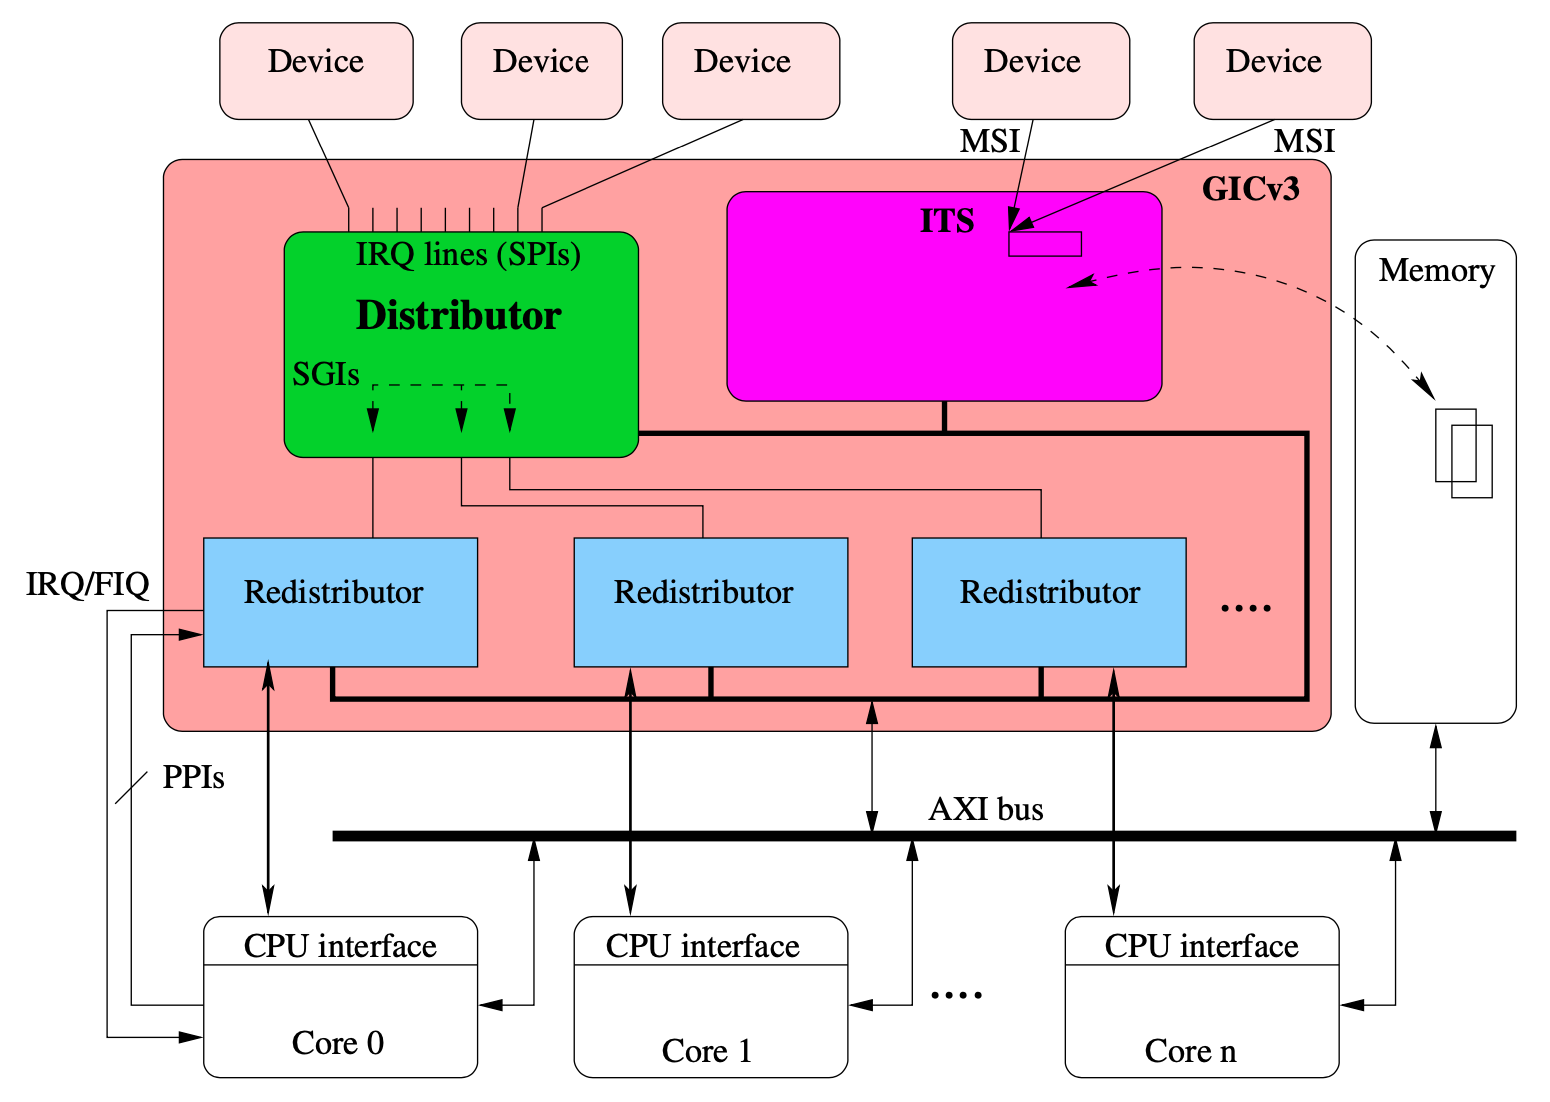 Device
Device
Device
Device
Device
MSI
MSI
GICv3
ITS
IRQ lines (SPIs)
Distributor
SGIs
Memory
IRQ/FIQ
Redistributor
Redistributor
Redistributor
....
PPIs
AXI bus
CPU interface
CPU interface
CPU interface
....
Core 0
Core 1
Core n